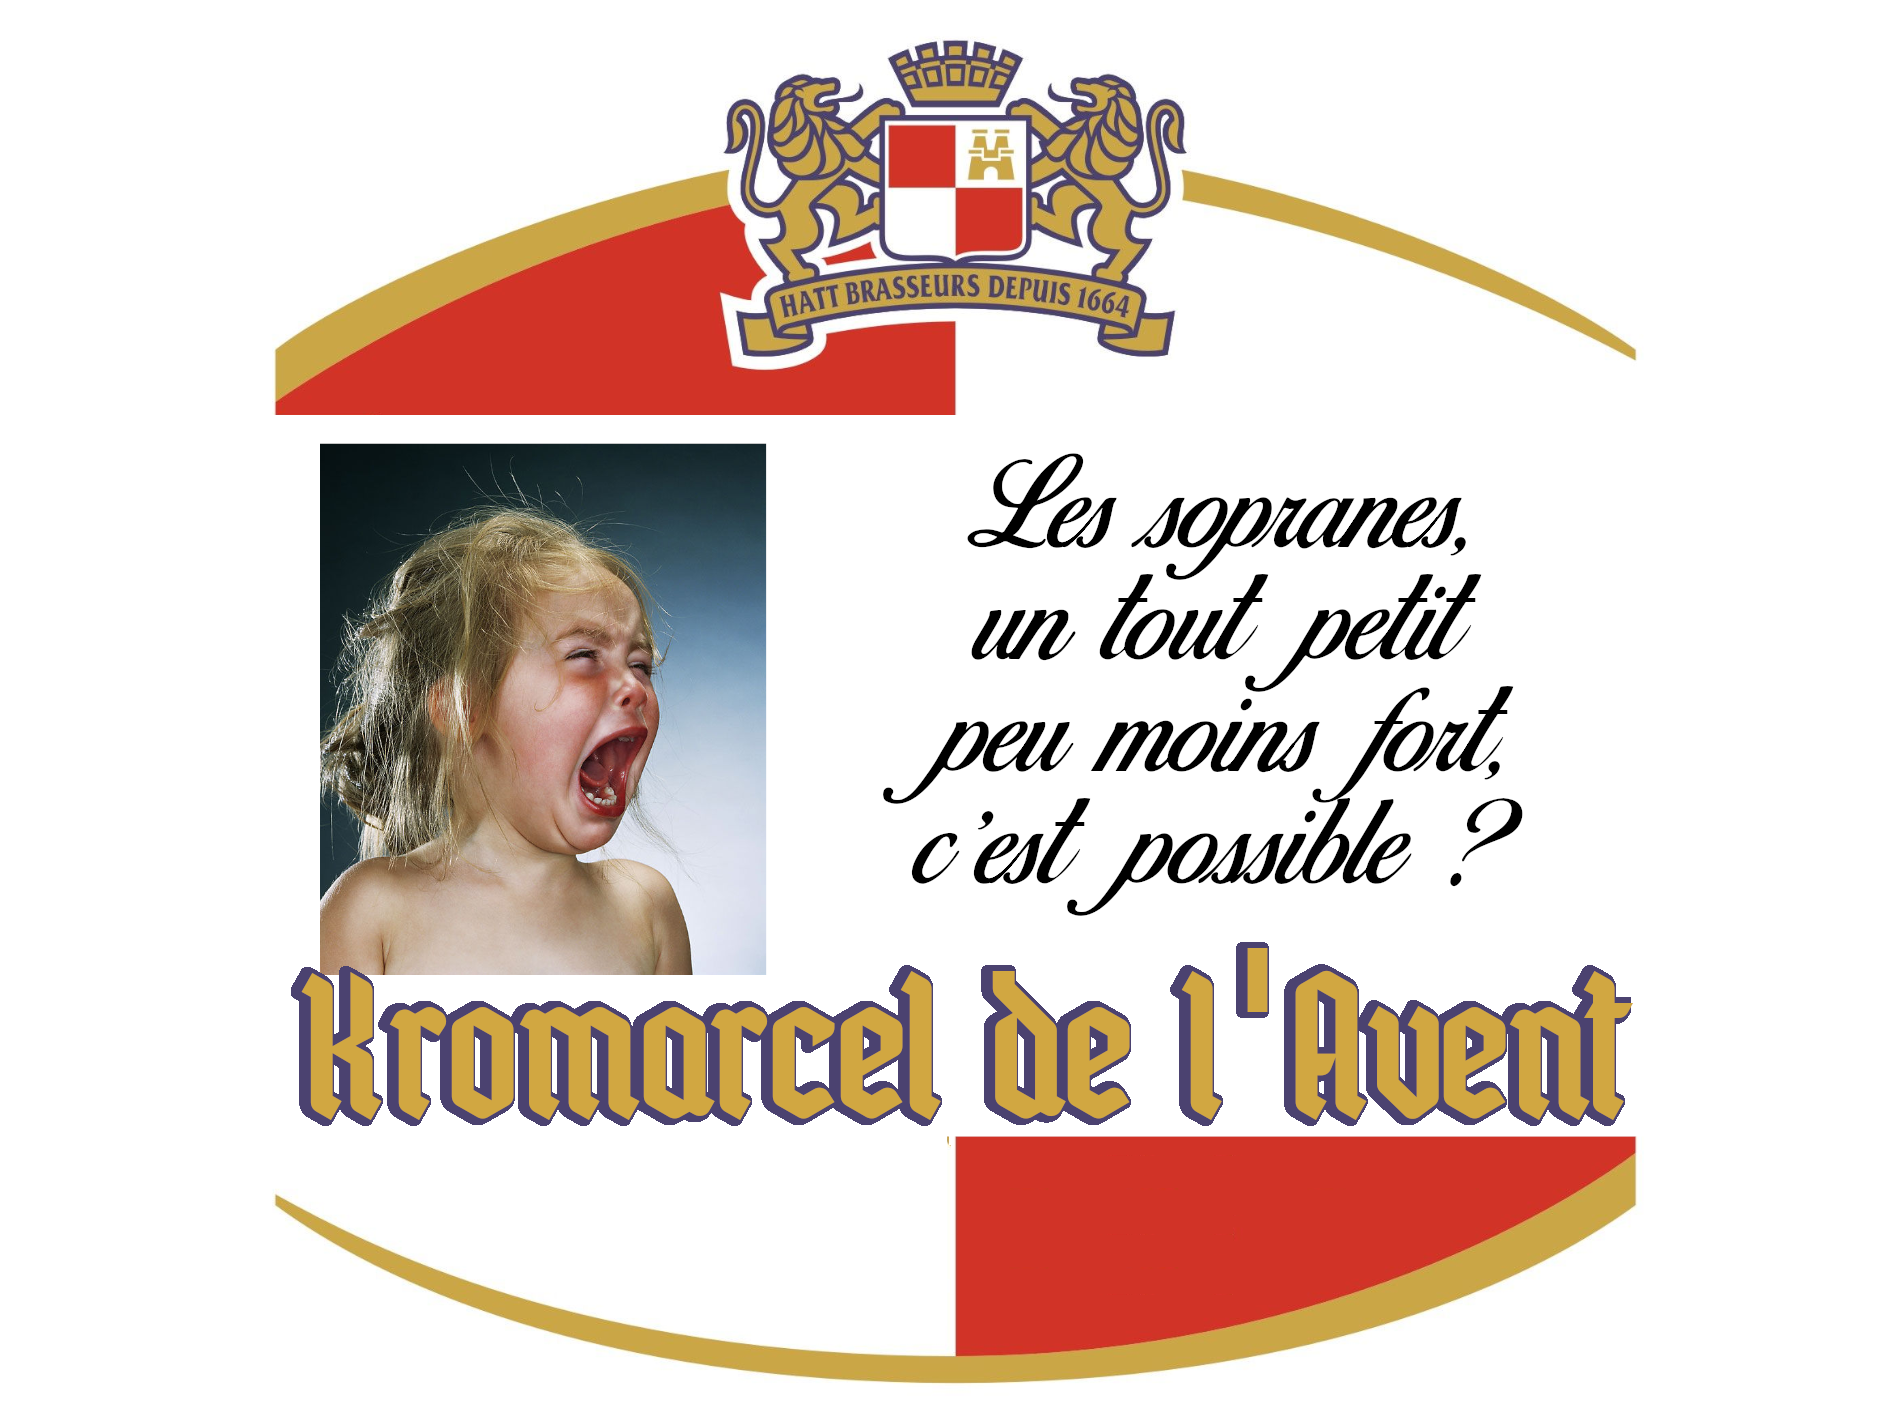 HATT BRASSEURS DEPUIS 1664
Les sopranes,
un tout petit
peu moins fort,
c'est possible ?
Kromarcel de l'Avent